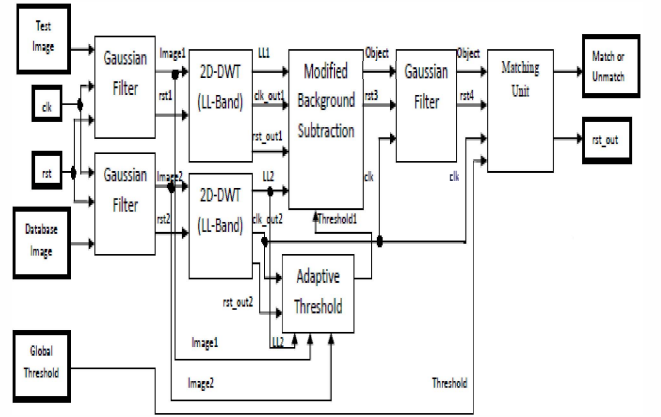 Test
Image
Gaussian
Filter
Image1
rst1
2D-DWT
(LL-Band)
LL1
clk_out1
rst_out1
Modified
Background
Subtraction
Object
rst3
clk
Gaussian
Filter
Object
rst4
clk
Matching
Unit
Match or
Unmatch
rst_out
clk
rst
Gaussian
Filter
Image2
rst2
2D-DWT
(LL-Band)
LL2
clk_out2
rst_out2
Threshold1
Database
Image
Adaptive
Threshold
Image1
LL2
Image2
Global
Threshold
Threshold